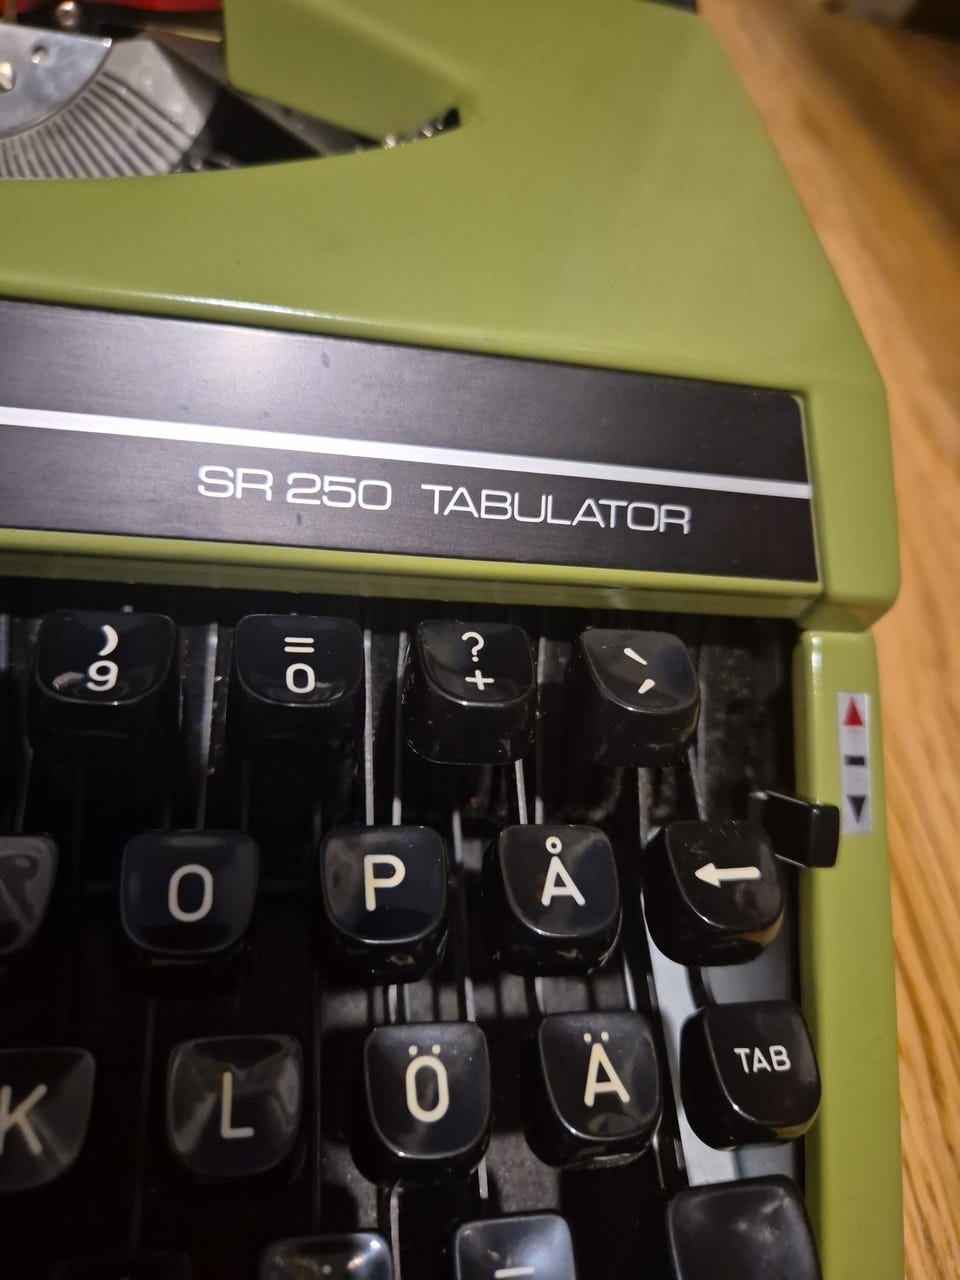 SR 250 TABULATOR
) = ? `
9 0 + ´
O P Å ←
K L Ö Ä TAB